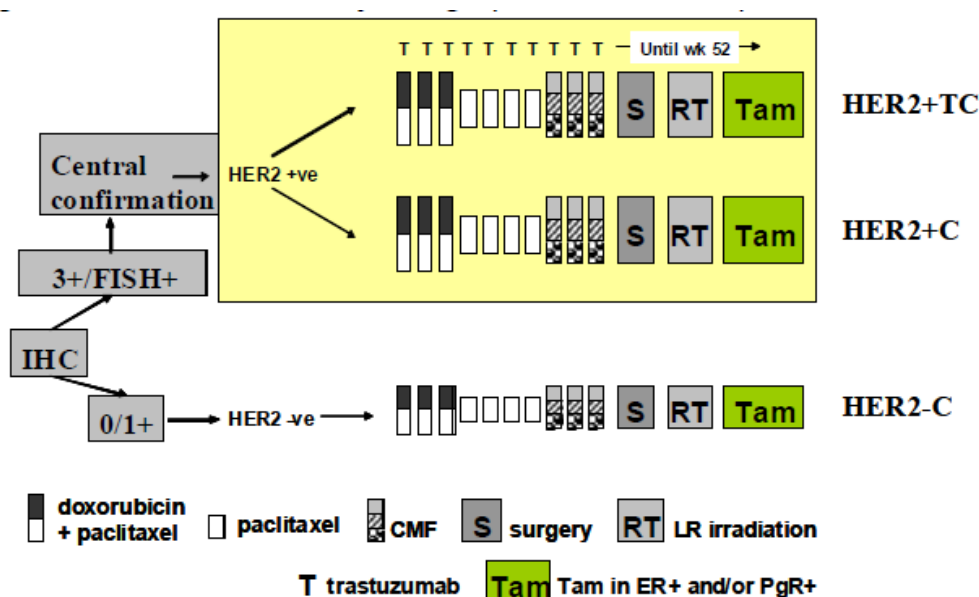 T T T T T T T T T Until wk 52
S RT Tam HER2+TC
Central
confirmation
HER2 +ve
S RT Tam HER2+C
3+/FISH+
IHC
0/1+
HER2 -ve
S RT Tam HER2-C
doxorubicin
+ paclitaxel
paclitaxel
CMF
S surgery
RT LR irradiation
T trastuzumab
Tam Tam in ER+ and/or PgR+